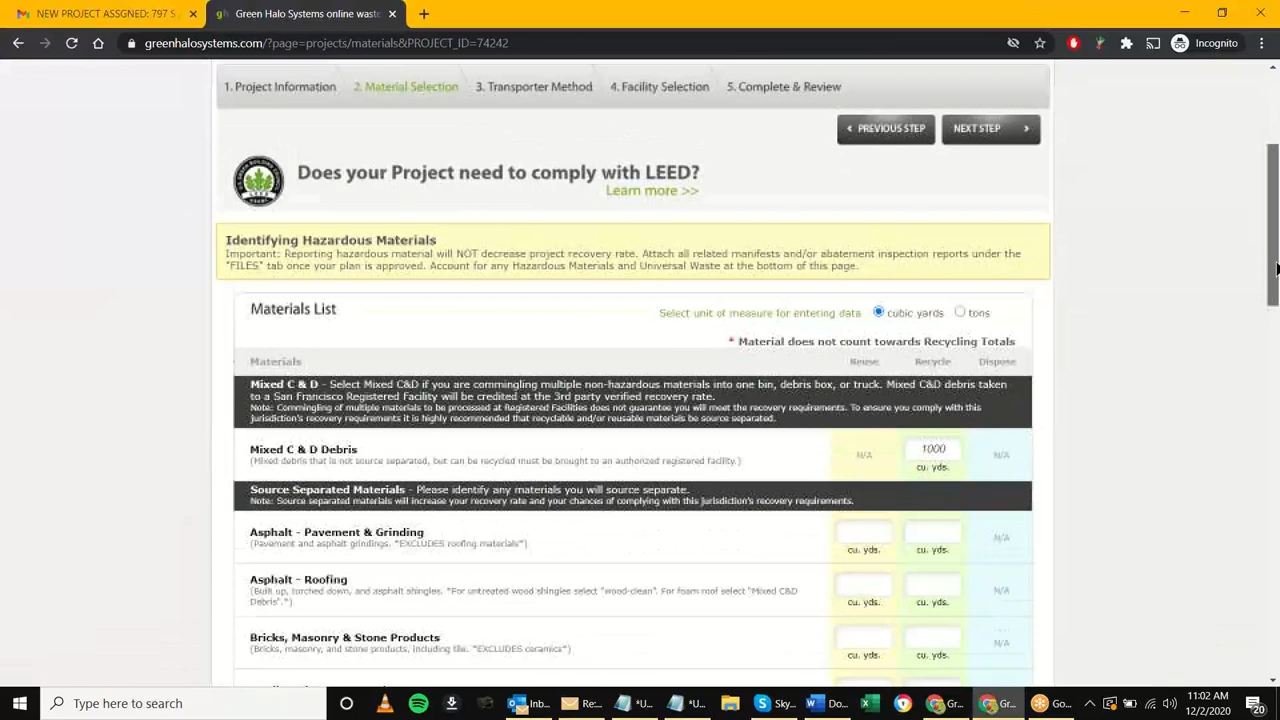 NEW PROJECT ASSGNED: 797 S
Green Halo Systems online waste
greenhalosystems.com/?page=projects/materials&PROJECT_ID=74242
Incognito
1. Project Information
2. Material Selection
3. Transporter Method
4. Facility Selection
5. Complete & Review
PREVIOUS STEP
NEXT STEP
Does your Project need to comply with LEED?
Learn more >>
Identifying Hazardous Materials
Important: Reporting hazardous material will NOT decrease project recovery rate. Attach all related manifests and/or abatement inspection reports under the
"FILES" tab once your plan is approved. Account for any Hazardous Materials and Universal Waste at the bottom of this page.
Materials List
Select unit of measure for entering data
cubic yards
tons
* Material does not count towards Recycling Totals
Materials
Reuse
Recycle
Dispose
Mixed C & D - Select Mixed C&D if you are commingling multiple non-hazardous materials into one bin, debris box, or truck. Mixed C&D debris taken
to a San Francisco Registered Facility will be credited at the 3rd party verified recovery rate.
Note: Commingling of multiple materials to be processed at Registered Facilities does not guarantee you will meet the recovery requirements. To ensure you comply with this
jurisdiction's recovery requirements it is highly recommended that recyclable and/or reusable materials be source separated.
Mixed C & D Debris
(Mixed debris that is not source separated, but can be recycled must be brought to an authorized registered facility.)
N/A
1000
cu. yds.
N/A
Source Separated Materials - Please identify any materials you will source separate.
Note: Source separated materials will increase your recovery rate and your chances of complying with this jurisdiction's recovery requirements.
Asphalt - Pavement & Grinding
(Pavement and asphalt grindings. *EXCLUDES roofing materials*)
cu. yds.
cu. yds.
N/A
Asphalt - Roofing
(Built up, torched down, and asphalt shingles. *For untreated wood shingles select "wood-clean". For foam roof select "Mixed C&D
Debris".*)
cu. yds.
cu. yds.
N/A
Bricks, Masonry & Stone Products
(Bricks, masonry, and stone products, including tile. *EXCLUDES ceramics*)
cu. yds.
cu. yds.
N/A
Type here to search
Inb...
Re:...
*U...
*U...
Sky...
Do...
Gr...
Gr...
Go...
11:02 AM
12/2/2020
20